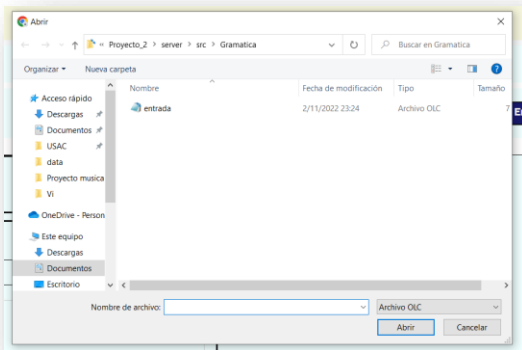 Abrir
« Proyecto_2 > server > src > Gramatica
Buscar en Gramatica
Organizar
Nueva carpeta
Nombre
Fecha de modificación
Tipo
Tamaño
Acceso rápido
Descargas
Documentos
USAC
data
Proyecto musica
Vi
OneDrive - Person
Este equipo
Descargas
Documentos
Escritorio
entrada
2/11/2022 23:24
Archivo OLC
7
Nombre de archivo:
Archivo OLC
Abrir
Cancelar